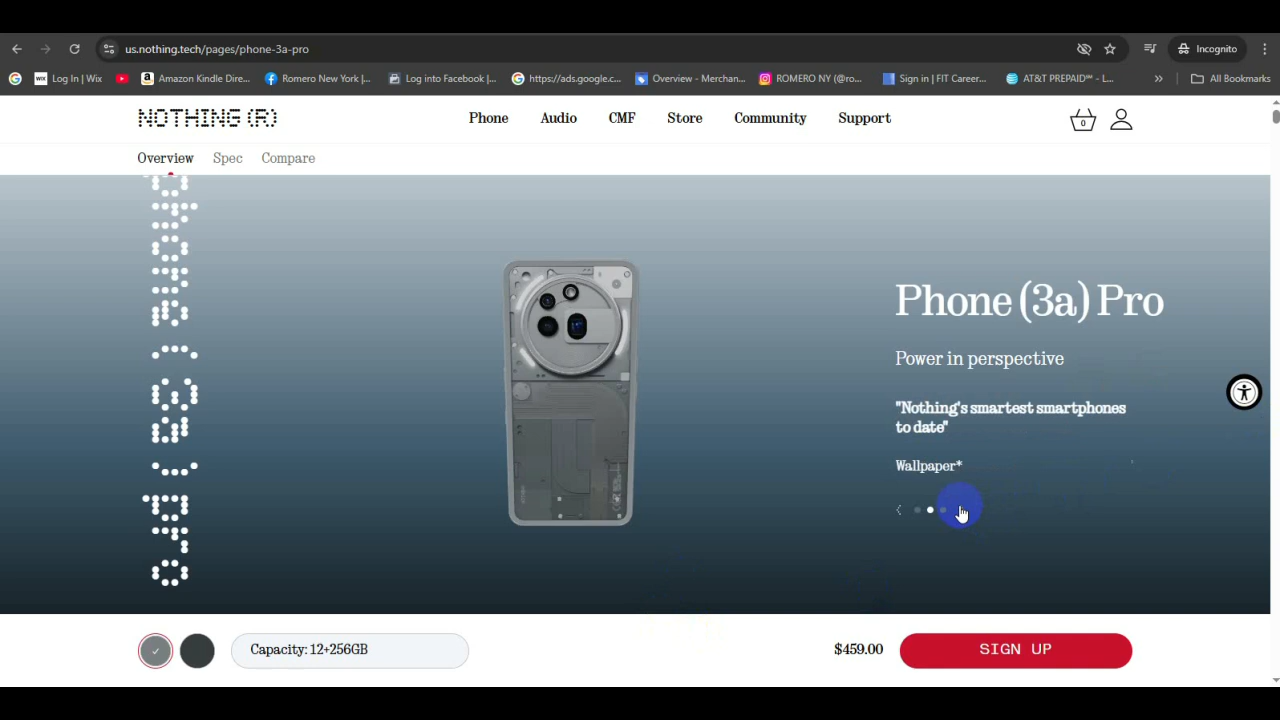 us.nothing.tech/pages/phone-3a-pro
Incognito
Log In | Wix
Amazon Kindle Dire...
Romero New York |...
Log into Facebook |...
https://ads.google.c...
Overview - Merchan...
ROMERO NY (@ro...
Sign in | FIT Career...
AT&T PREPAID℠ - L...
»
All Bookmarks
NOTHING (R)
Phone
Audio
CMF
Store
Community
Support
0
Overview
Spec
Compare
Phone (3a) Pro
Phone (3a) Pro
Power in perspective
"Nothing's smartest smartphones
to date"
Wallpaper*
Capacity: 12+256GB
$459.00
SIGN UP